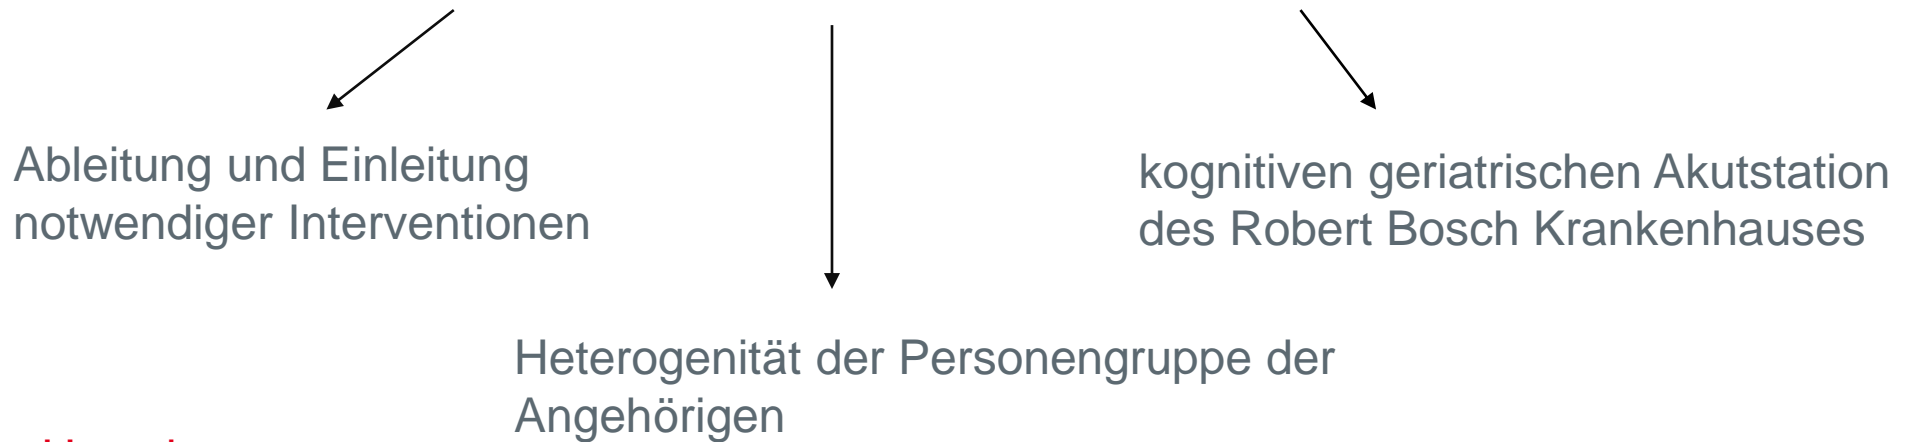 Ableitung und Einleitung
notwendiger Interventionen
kognitiven geriatrischen Akutstation
des Robert Bosch Krankenhauses
Heterogenität der Personengruppe der
Angehörigen